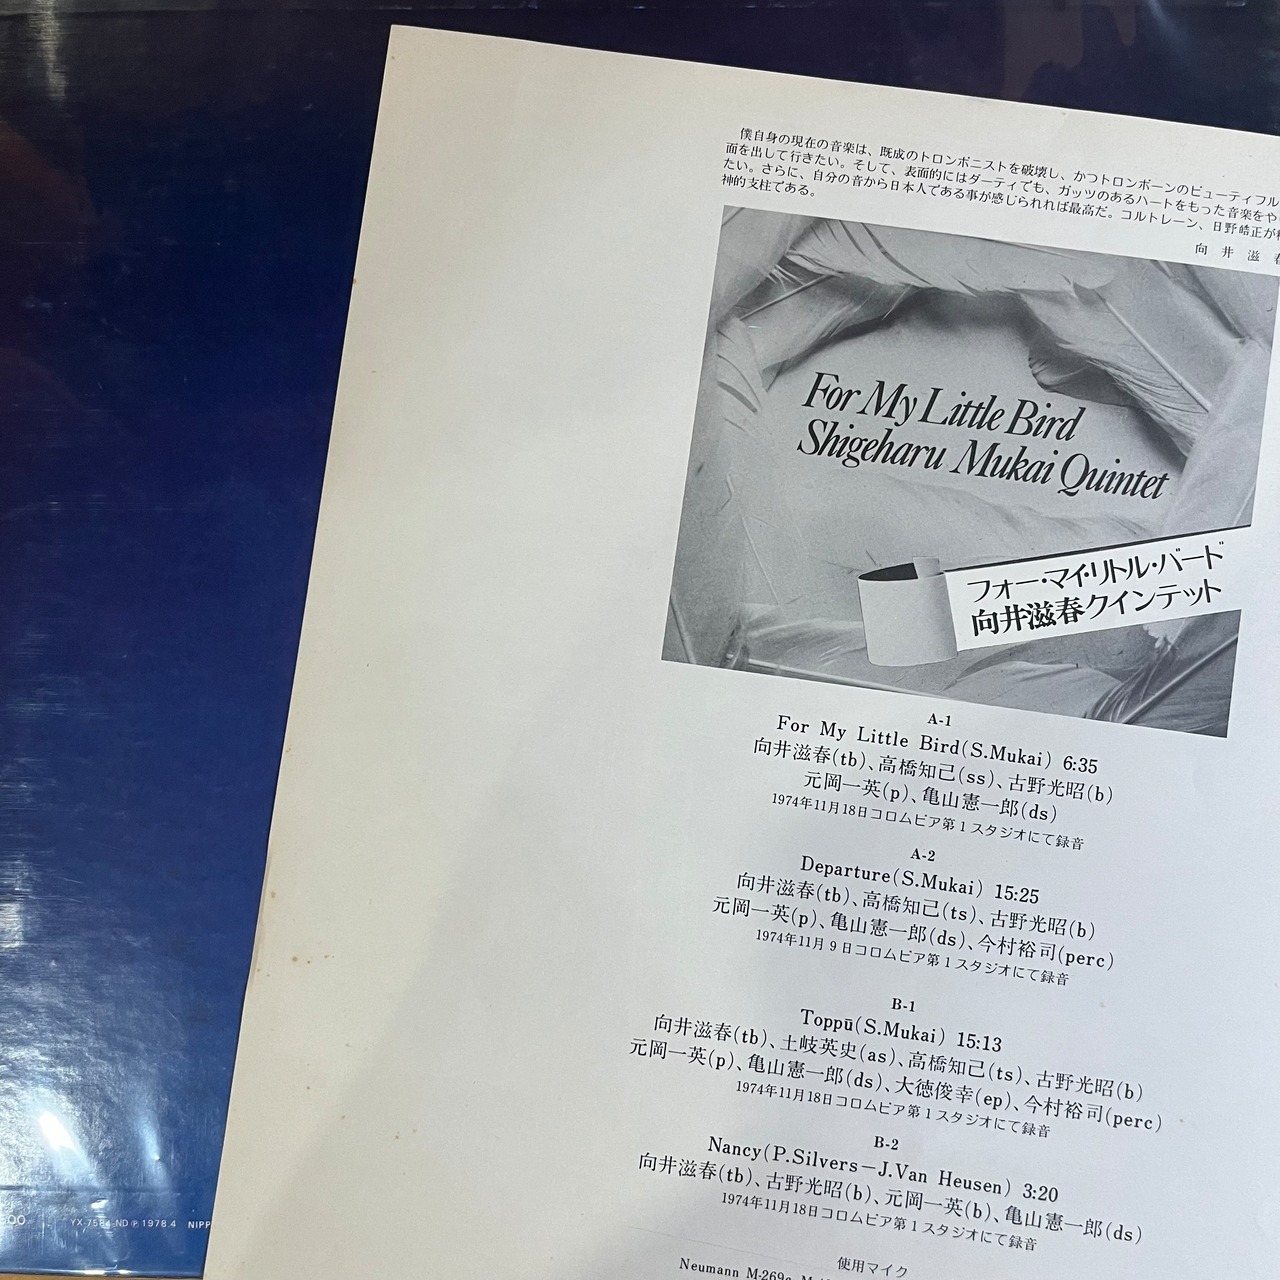 僕自身の現在の音楽は、既成のトロンボニストを破壊し、かつトロンボーンのビューティフル
面を出して行きたい。そして、表面的にはダーティでも、ガッツのあるハートをもった音楽をや
たい。さらに、自分の音から日本人である事が感じられれば最高だ。コルトレーン、日野皓正が
神的支柱である。
向井滋春
For My Little Bird
Shigeharu Mukai Quintet
フォー・マイ・リトル・バード
向井滋春クインテット
A-1
For My Little Bird(S.Mukai) 6:35
向井滋春(tb)、高橋知己(ss)、古野光昭(b)
元岡一英(p)、亀山憲一郎(ds)
1974年11月18日コロムビア第1スタジオにて録音
A-2
Departure(S.Mukai) 15:25
向井滋春(tb)、高橋知己(ts)、古野光昭(b)
元岡一英(p)、亀山憲一郎(ds)、今村裕司(perc)
1974年11月9日コロムビア第1スタジオにて録音
B-1
Toppū(S.Mukai) 15:13
向井滋春(tb)、土岐英史(as)、高橋知己(ts)、古野光昭(b)
元岡一英(p)、亀山憲一郎(ds)、大徳俊幸(ep)、今村裕司(perc)
1974年11月18日コロムビア第1スタジオにて録音
B-2
Nancy(P.Silvers－J.Van Heusen) 3:20
向井滋春(tb)、古野光昭(b)、元岡一英(b)、亀山憲一郎(ds)
1974年11月18日コロムビア第1スタジオにて録音
使用マイク
Neumann M-269c
YX-7584-ND ℗ 1978.4 NIPP